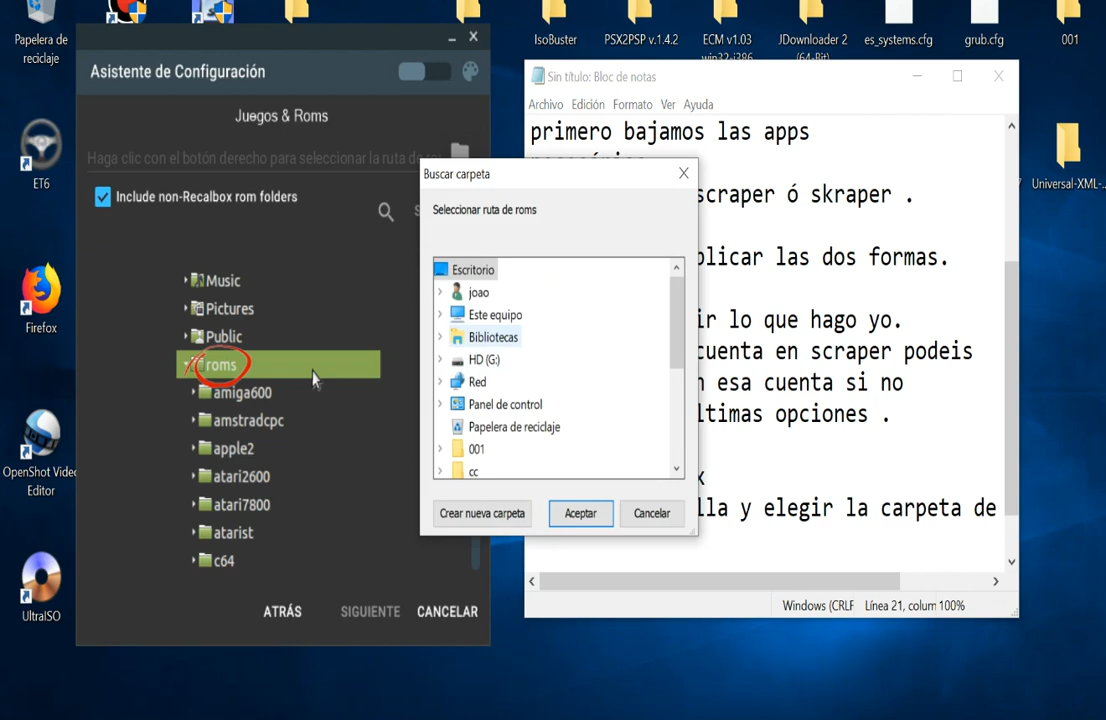 Papelera de
reciclaje
IsoBuster
PSX2PSP v.1.4.2
ECM v1.03
win32-i386
JDownloader 2
(64-Bit)
es_systems.cfg
grub.cfg
001
ET6
Firefox
OpenShot Video
Editor
UltraISO
Universal-XML-...
Asistente de Configuración
Juegos & Roms
Haga clic con el botón derecho para seleccionar la ruta de
Include non-Recalbox rom folders
Music
Pictures
Public
roms
amiga600
amstradcpc
apple2
atari2600
atari7800
atarist
c64
ATRÁS
SIGUIENTE
CANCELAR
Buscar carpeta
Seleccionar ruta de roms
Escritorio
joao
Este equipo
Bibliotecas
HD (G:)
Red
Panel de control
Papelera de reciclaje
001
cc
Crear nueva carpeta
Aceptar
Cancelar
Sin título: Bloc de notas
Archivo Edición Formato Ver Ayuda
primero bajamos las apps
scraper ó skraper .
plicar las dos formas.
ir lo que hago yo.
cuenta en scraper podeis
n esa cuenta si no
ltimas opciones .
x
lla y elegir la carpeta de
Windows (CRLF Línea 21, colum 100%